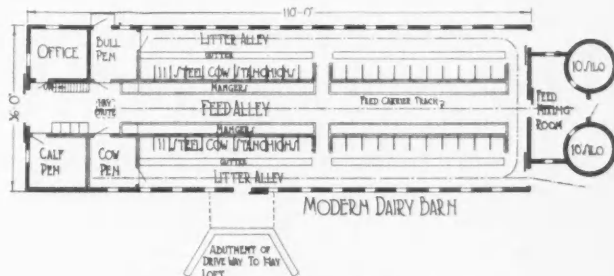 110'-0"
OFFICE
BULL
PEN
LITTER ALLEY
GUTTER
STEEL COW STANCHIONS
MANGERS
HAY
CHUTE
FEED ALLEY
FEED CARRIER TRACK
36'-0"
MANGERS
STEEL COW STANCHIONS
GUTTER
CALF
PEN
COW
PEN
LITTER ALLEY
10' SILO
FEED
MIXING
ROOM
10' SILO
MODERN DAIRY BARN
ABUTMENT OF
DRIVE WAY TO HAY
LOFT